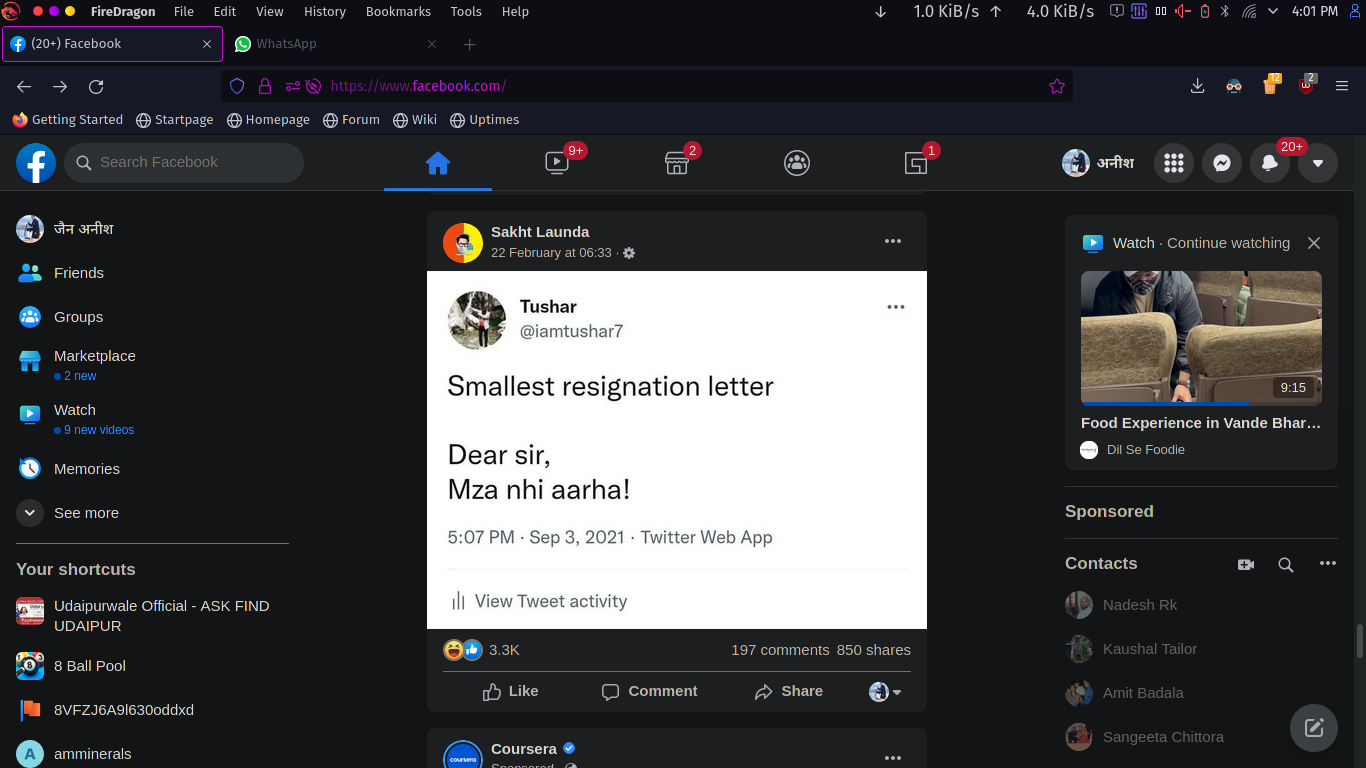 FireDragon File Edit View History Bookmarks Tools Help ↓ 1.0 KiB/s ↑ 4.0 KiB/s 4:01 PM
(20+) Facebook WhatsApp
https://www.facebook.com/ 12 2
Getting Started Startpage Homepage Forum Wiki Uptimes
Search Facebook 9+ 2 1 अनीश 20+
जैन अनीश
Friends
Groups
Marketplace
2 new
Watch
9 new videos
Memories
See more
Your shortcuts
Udaipurwale Official - ASK FIND
UDAIPUR
8 Ball Pool
8VFZJ6A9l630oddxd
A amminerals
Sakht Launda
22 February at 06:33 ·
Tushar
@iamtushar7
Smallest resignation letter
Dear sir,
Mza nhi aarha!
5:07 PM · Sep 3, 2021 · Twitter Web App
View Tweet activity
3.3K 197 comments 850 shares
Like Comment Share
coursera
Coursera
Sponsored ·
Watch · Continue watching
9:15
Food Experience in Vande Bhar...
Dil Se Foodie
Sponsored
Contacts
Nadesh Rk
Kaushal Tailor
Amit Badala
Sangeeta Chittora